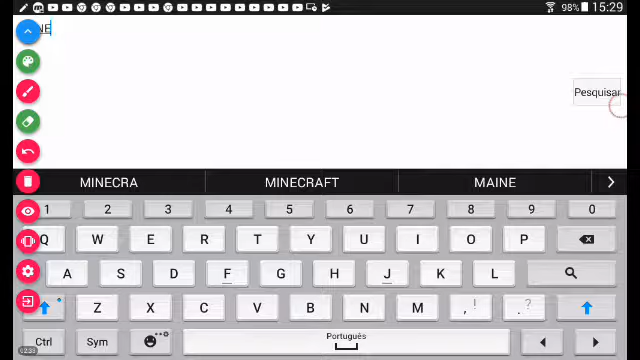 98% 15:29
NE
Pesquisar
MINECRA MINECRAFT MAINE
1 2 3 4 5 6 7 8 9 0
Q W E R T Y U I O P
A S D F G H J K L
Z X C V B N M , ! . ?
Ctrl Sym Português